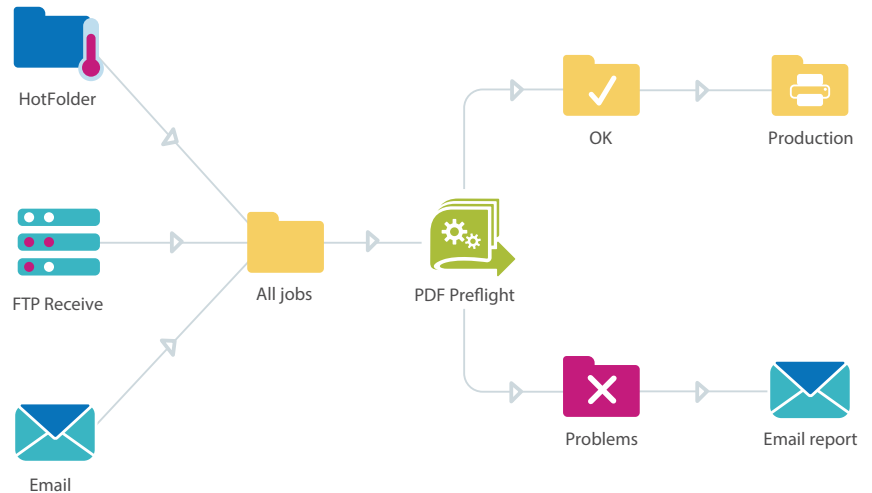 HotFolder
OK
Production
FTP Receive
All jobs
PDF Preflight
Problems
Email report
Email